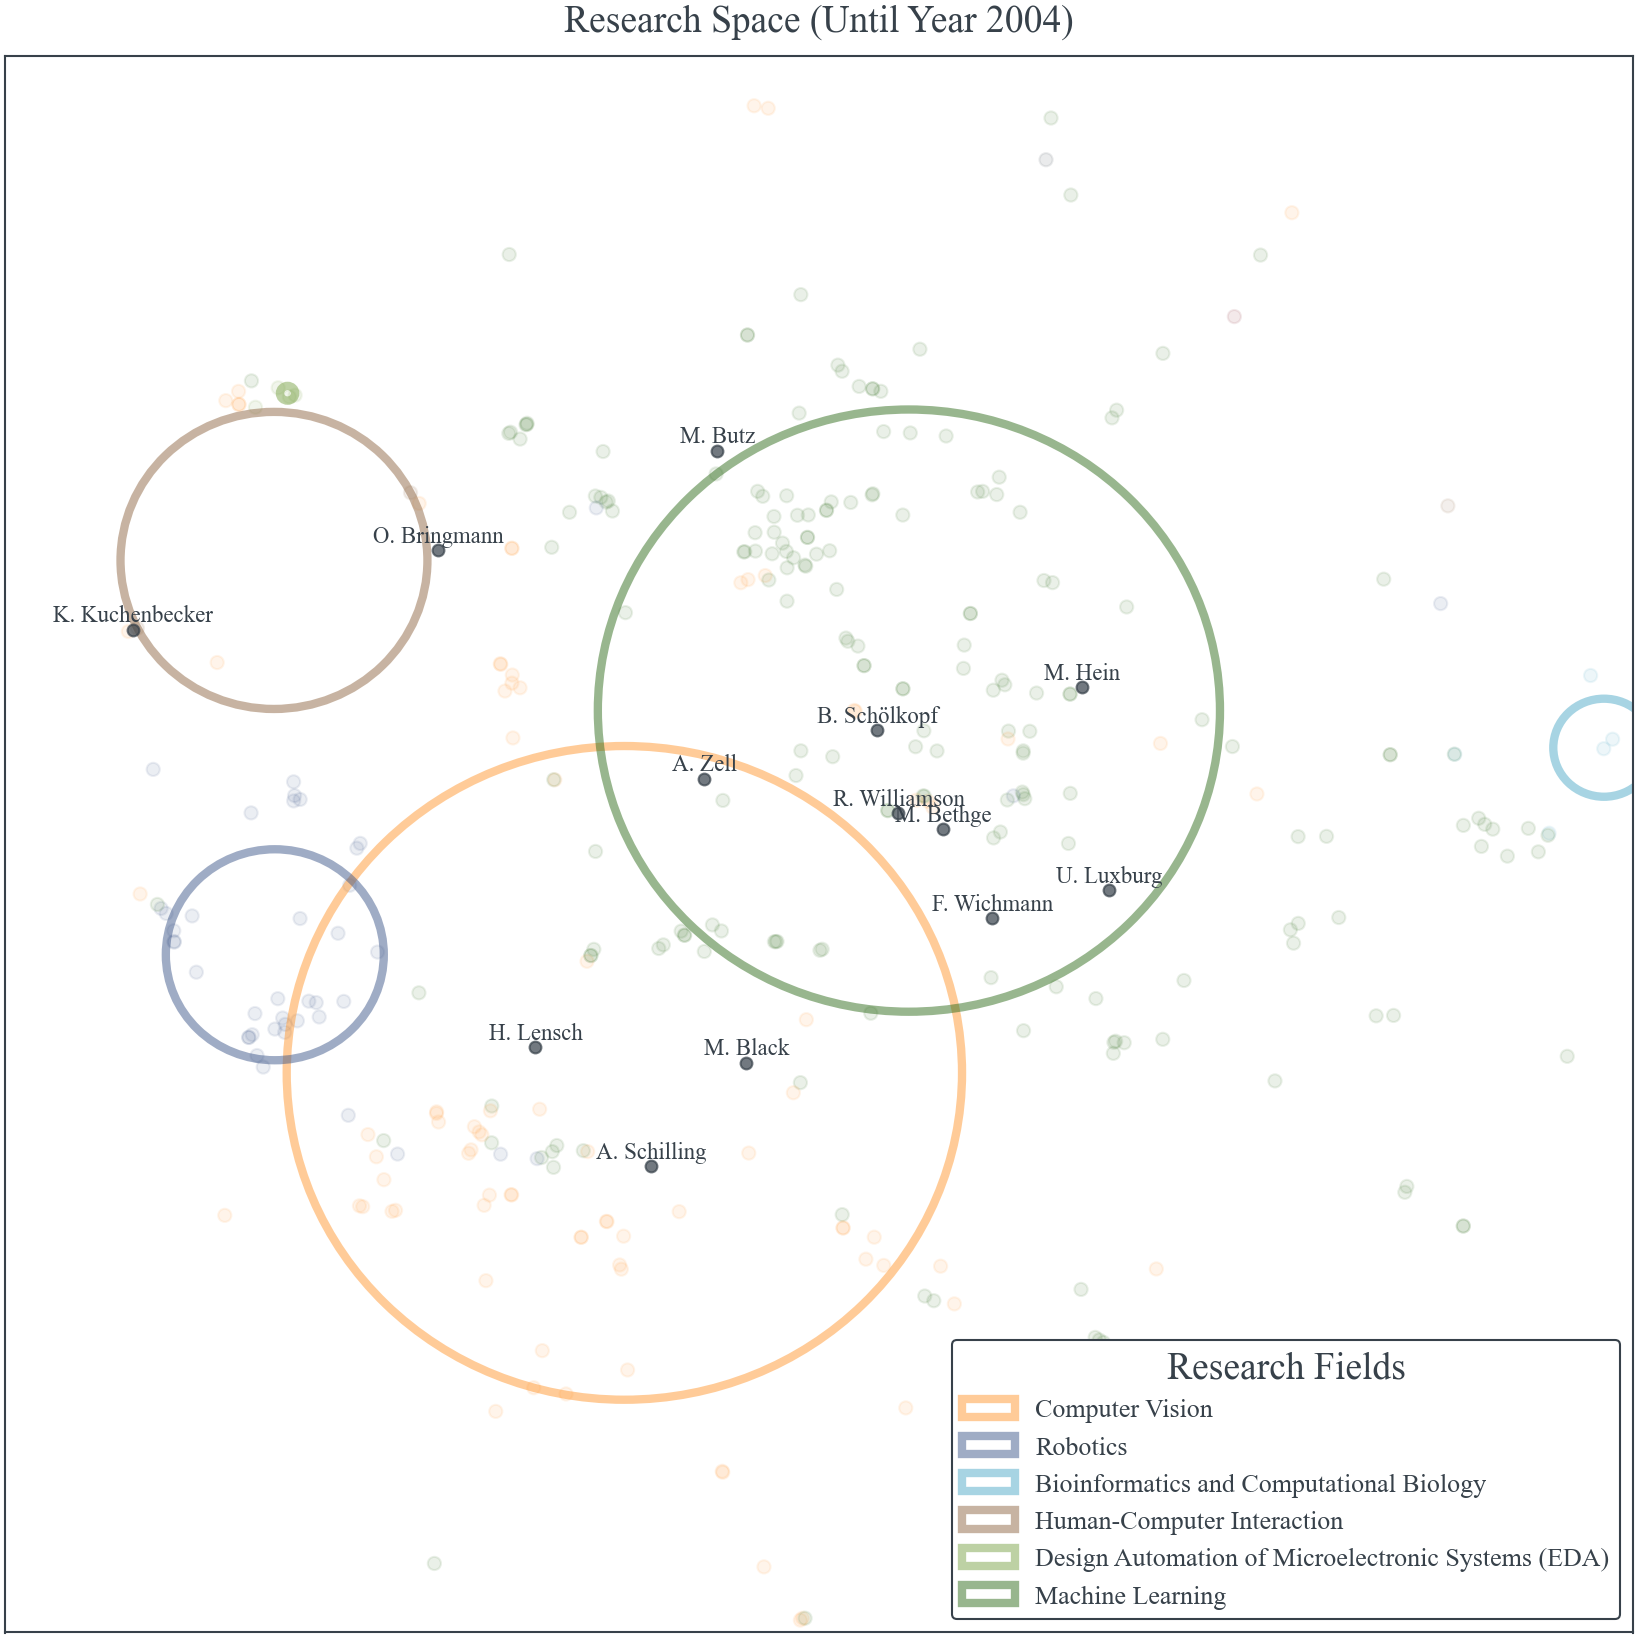 Research Space (Until Year 2004)
M. Butz
O. Bringmann
K. Kuchenbecker
M. Hein
B. Schölkopf
A. Zell
R. Williamson
M. Bethge
U. Luxburg
F. Wichmann
H. Lensch
M. Black
A. Schilling
Research Fields
Computer Vision
Robotics
Bioinformatics and Computational Biology
Human-Computer Interaction
Design Automation of Microelectronic Systems (EDA)
Machine Learning